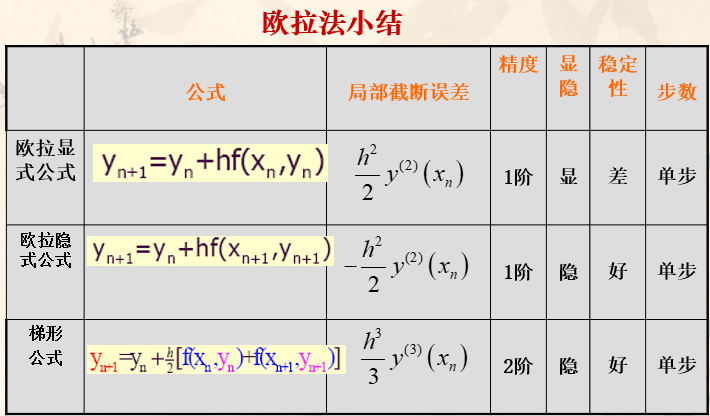 欧拉法小结
公式 局部截断误差 精度 显隐 稳定性 步数
欧拉显式公式 y_{n+1}=y_n+hf(x_n,y_n) h^2/2 y^{(2)}(x_n) 1阶 显 差 单步
欧拉隐式公式 y_{n+1}=y_n+hf(x_{n+1},y_{n+1}) -h^2/2 y^{(2)}(x_n) 1阶 隐 好 单步
梯形公式 y_{n+1}=y_n+h/2[f(x_n,y_n)+f(x_{n+1},y_{n+1})] h^3/3 y^{(3)}(x_n) 2阶 隐 好 单步